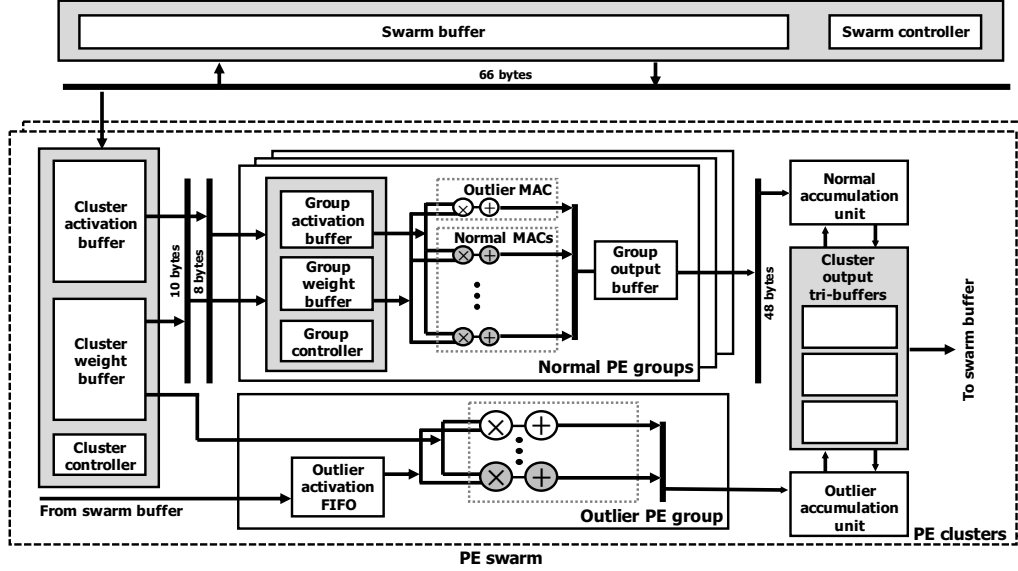 Swarm buffer
Swarm controller
66 bytes
Cluster
activation
buffer
Cluster
weight
buffer
Cluster
controller
10 bytes
8 bytes
Group
activation
buffer
Group
weight
buffer
Group
controller
Outlier MAC
Normal MACs
Group
output
buffer
Normal PE groups
48 bytes
Normal
accumulation
unit
Cluster
output
tri-buffers
To swarm buffer
Outlier
activation
FIFO
From swarm buffer
Outlier PE group
Outlier
accumulation
unit
PE clusters
PE swarm